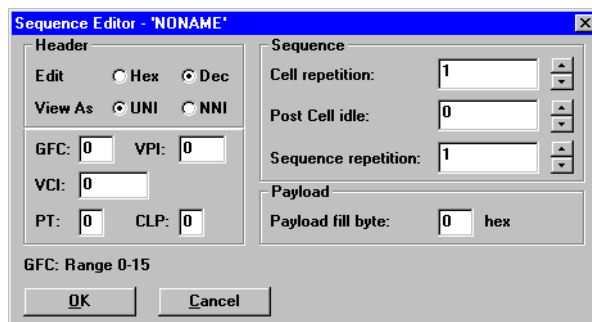 Sequence Editor - 'NONAME'
Header
Edit Hex Dec
View As UNI NNI
GFC: 0 VPI: 0
VCI: 0
PT: 0 CLP: 0
Sequence
Cell repetition: 1
Post Cell idle: 0
Sequence repetition: 1
Payload
Payload fill byte: 0 hex
GFC: Range 0-15
OK Cancel